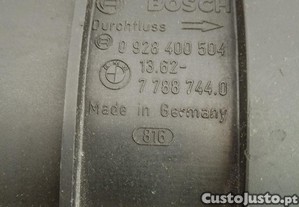 BOSCH
Durchfluss
0 928 400 504
13.62-
7 788 744.0
Made in Germany
816
CustoJusto.pt